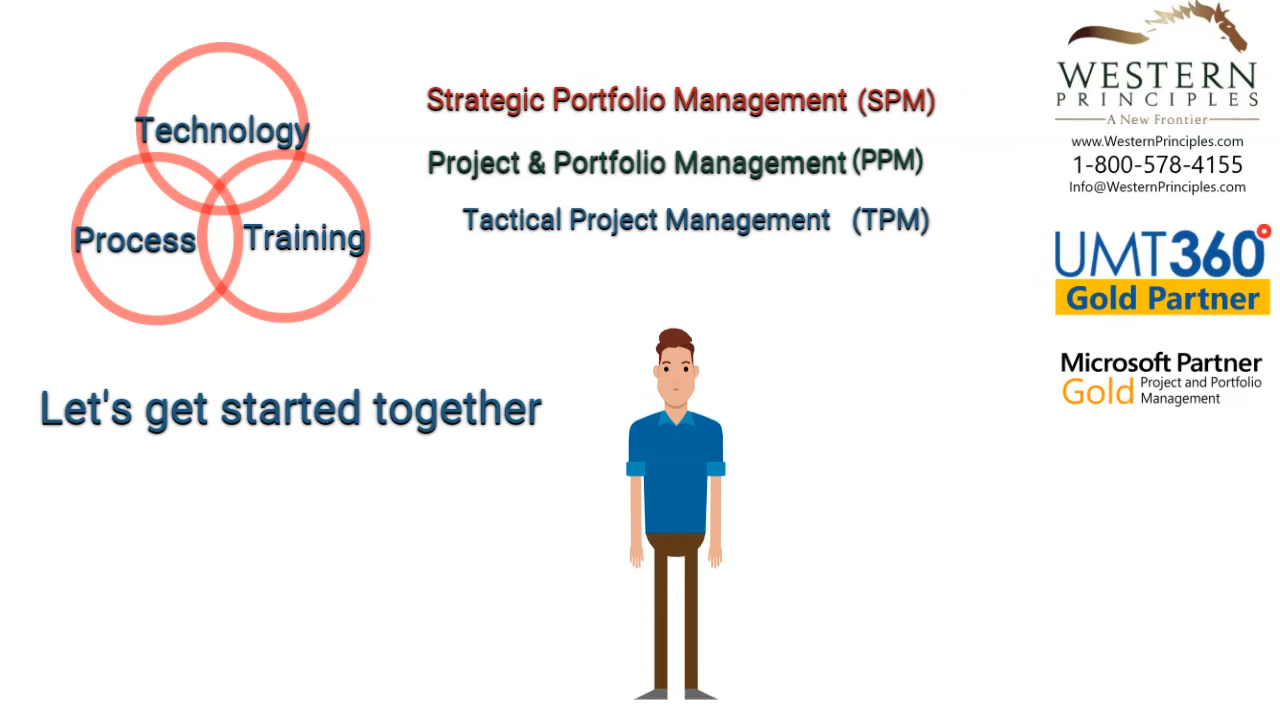 Technology
Process
Training
Strategic Portfolio Management (SPM)
Project & Portfolio Management (PPM)
Tactical Project Management (TPM)
Let's get started together
WESTERN
PRINCIPLES
A New Frontier
www.WesternPrinciples.com
1-800-578-4155
Info@WesternPrinciples.com
UMT360
Gold Partner
Microsoft Partner
Gold Project and Portfolio
Management